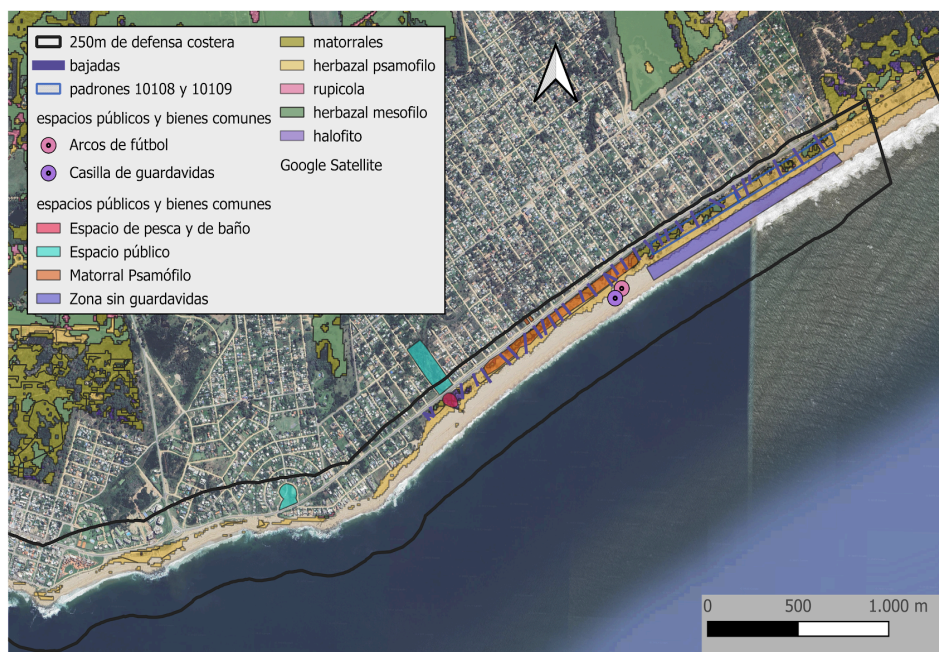 250m de defensa costera
bajadas
padrones 10108 y 10109
espacios públicos y bienes comunes
Arcos de fútbol
Casilla de guardavidas
espacios públicos y bienes comunes
Espacio de pesca y de baño
Espacio público
Matorral Psamófilo
Zona sin guardavidas
matorrales
herbazal psamofilo
rupicola
herbazal mesofilo
halofito
Google Satellite
0 500 1.000 m